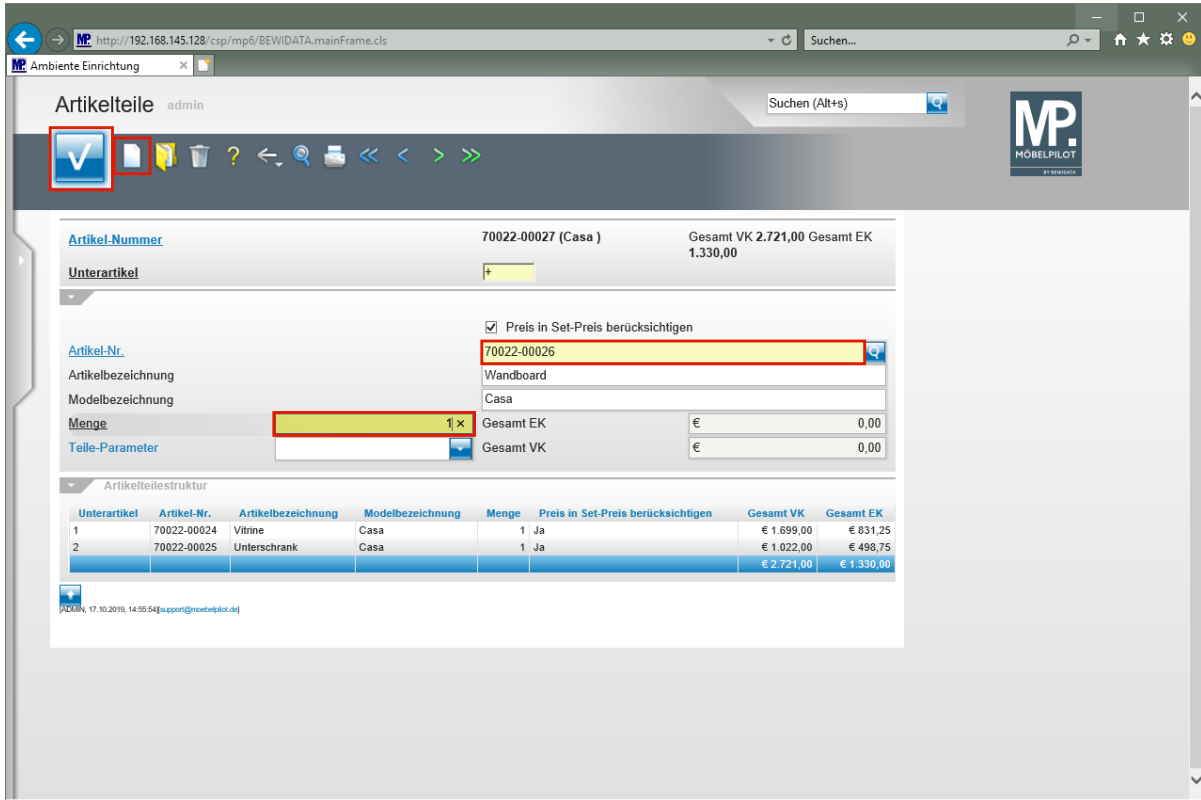 MP. http://192.168.145.128/csp/mp6/BEWIDATA.mainFrame.cls Suchen...
MP. Ambiente Einrichtung
Artikelteile admin Suchen (Alt+s)
MP.
MÖBELPILOT
BY BEWIDATA
Artikel-Nummer 70022-00027 (Casa ) Gesamt VK 2.721,00 Gesamt EK
1.330,00
Unterartikel +
Preis in Set-Preis berücksichtigen
Artikel-Nr. 70022-00026
Artikelbezeichnung Wandboard
Modelbezeichnung Casa
Menge 1 Gesamt EK € 0,00
Teile-Parameter Gesamt VK € 0,00
Artikelteilestruktur
Unterartikel Artikel-Nr. Artikelbezeichnung Modelbezeichnung Menge Preis in Set-Preis berücksichtigen Gesamt VK Gesamt EK
1 70022-00024 Vitrine Casa 1 Ja € 1.699,00 € 831,25
2 70022-00025 Unterschrank Casa 1 Ja € 1.022,00 € 498,75
€ 2.721,00 € 1.330,00
[ADMIN, 17.10.2019, 14:55:54][support@moebelpilot.de]